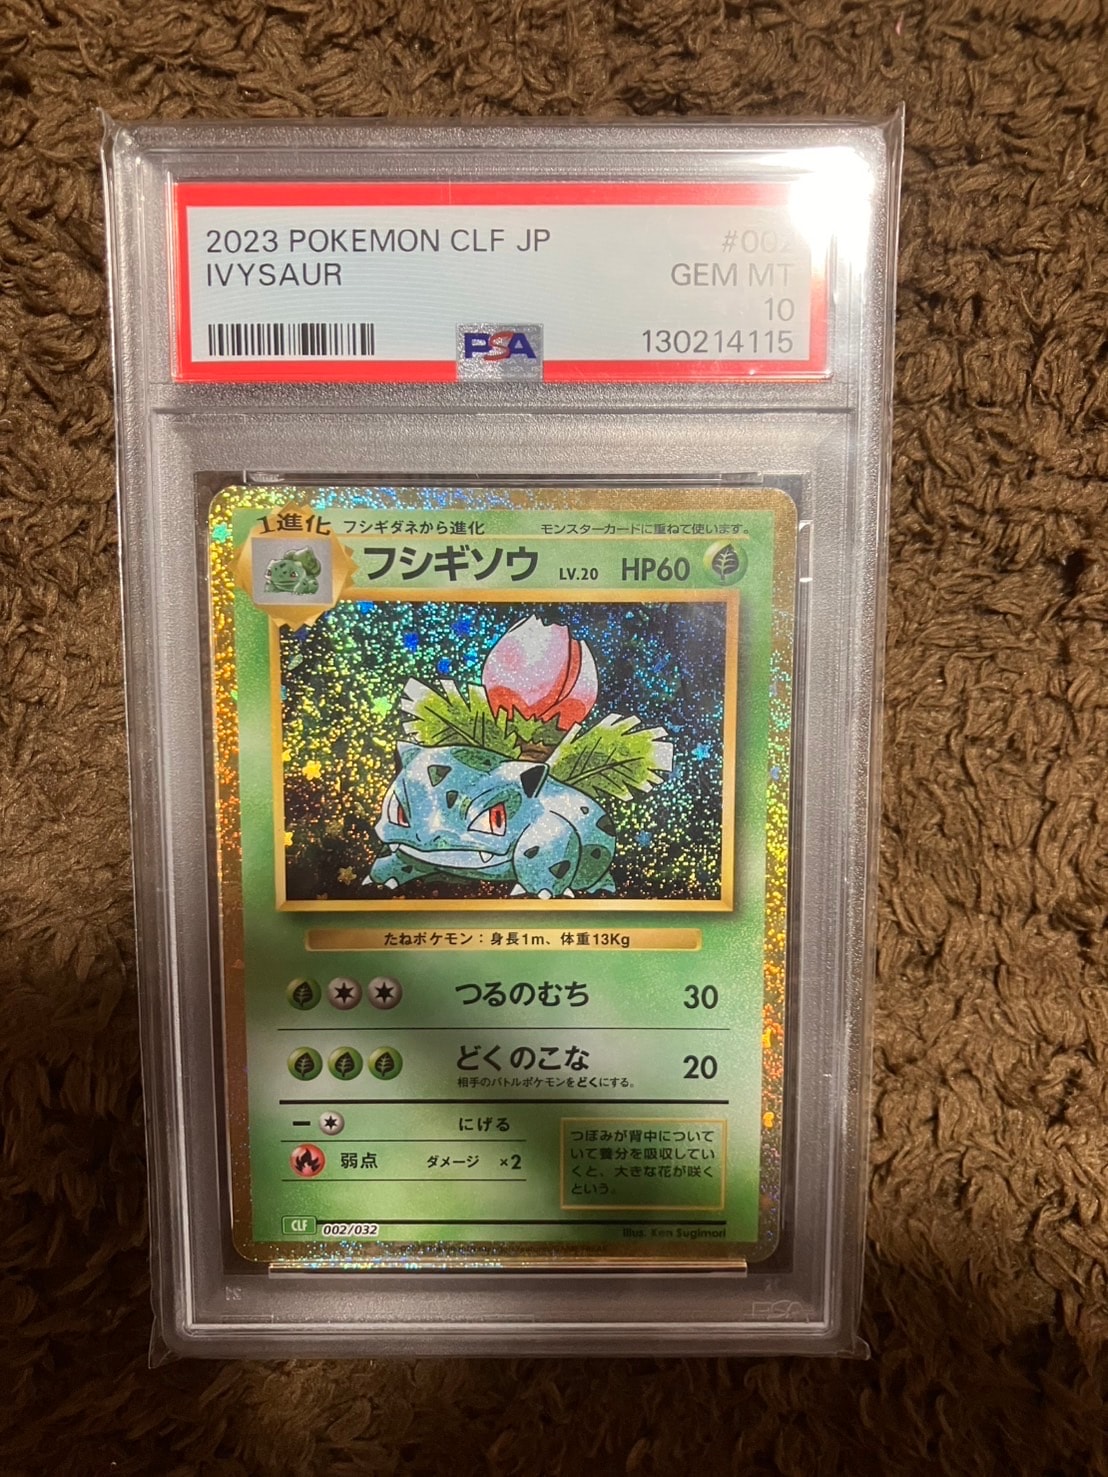 2023 POKEMON CLF JP #002
IVYSAUR GEM MT
10
PSA 130214115
1進化 フシギダネから進化 モンスターカードに重ねて使います。
フシギソウ LV.20 HP60
たねポケモン：身長1m、体重13Kg
つるのむち 30
どくのこな 20
相手のバトルポケモンをどくにする。
にげる
弱点 ダメージ ×2
つぼみが背中について
いて養分を吸収してい
くと、大きな花が咲く
という。
CLF 002/032
Illus. Ken Sugimori